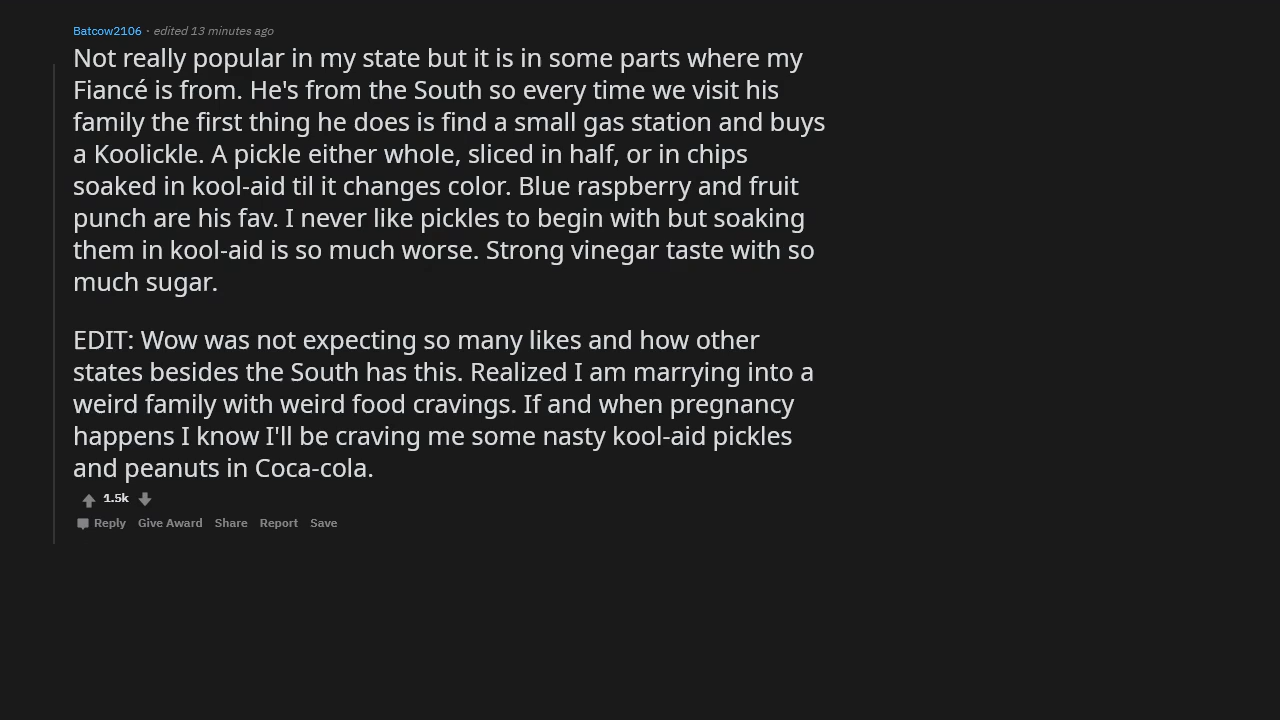 Batcow2106 · edited 13 minutes ago
Not really popular in my state but it is in some parts where my
Fiancé is from. He's from the South so every time we visit his
family the first thing he does is find a small gas station and buys
a Koolickle. A pickle either whole, sliced in half, or in chips
soaked in kool-aid til it changes color. Blue raspberry and fruit
punch are his fav. I never like pickles to begin with but soaking
them in kool-aid is so much worse. Strong vinegar taste with so
much sugar.
EDIT: Wow was not expecting so many likes and how other
states besides the South has this. Realized I am marrying into a
weird family with weird food cravings. If and when pregnancy
happens I know I'll be craving me some nasty kool-aid pickles
and peanuts in Coca-cola.
1.5k
Reply Give Award Share Report Save